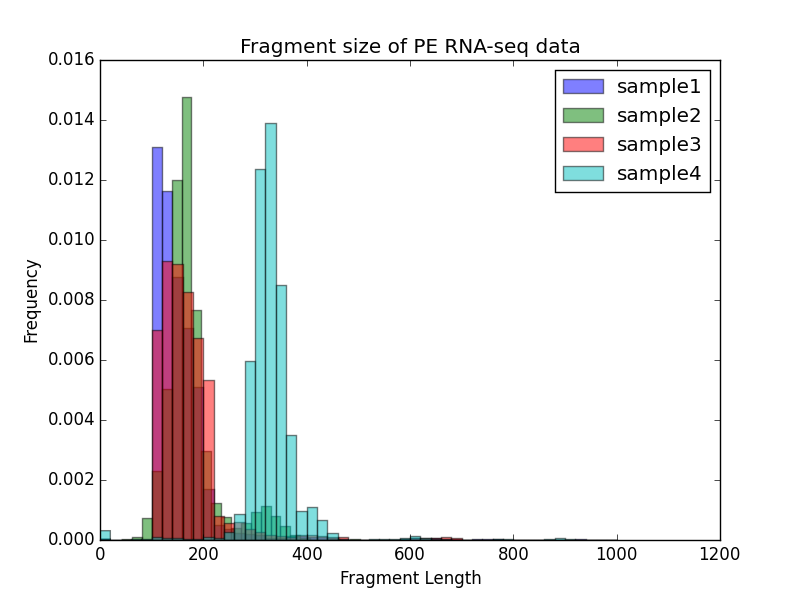 Fragment size of PE RNA-seq data
0.016
0.014
0.012
0.010
0.008
0.006
0.004
0.002
0.000
Frequency
sample1
sample2
sample3
sample4
0 200 400 600 800 1000 1200
Fragment Length